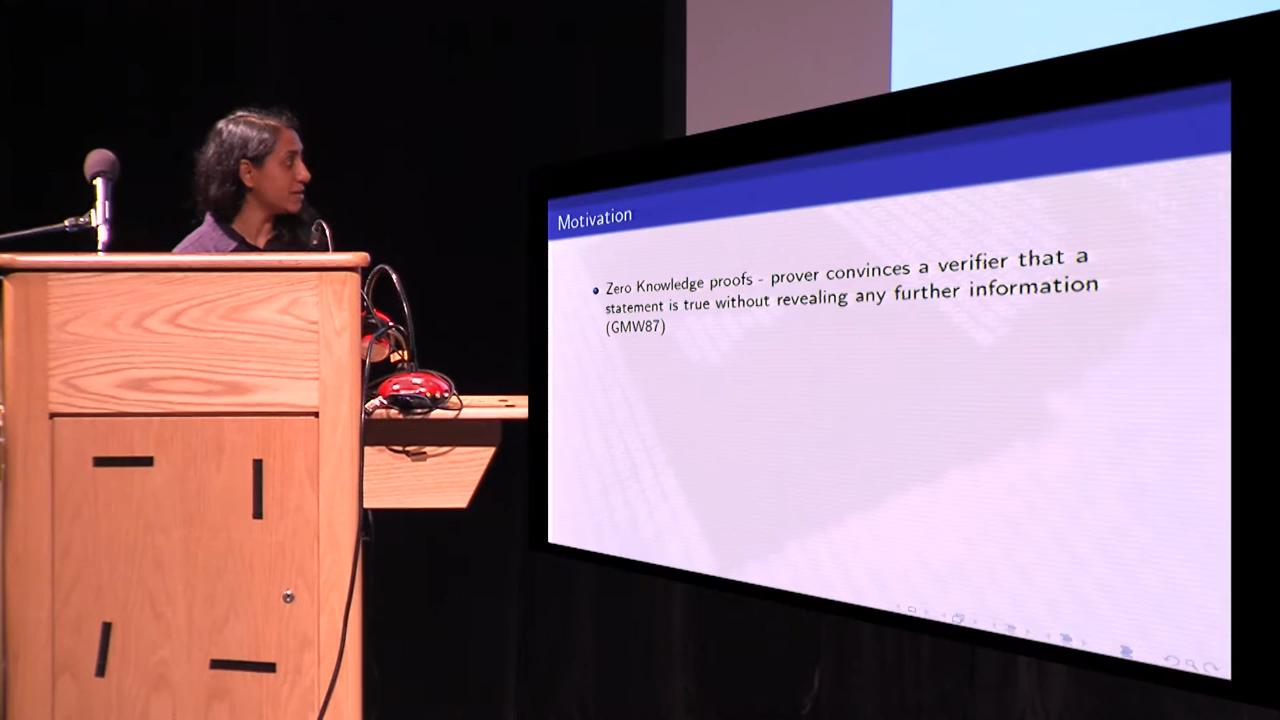 Motivation
Zero Knowledge proofs - prover convinces a verifier that a
statement is true without revealing any further information
(GMW87)